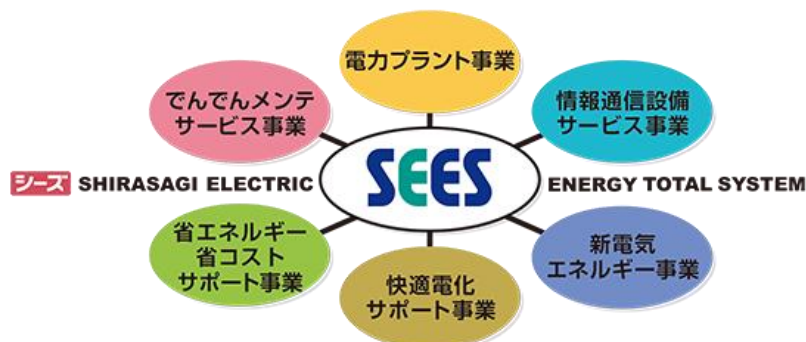 電力プラント事業
でんでんメンテ
サービス事業
情報通信設備
サービス事業
シーズ SHIRASAGI ELECTRIC
SEES
ENERGY TOTAL SYSTEM
省エネルギー
省コスト
サポート事業
快適電化
サポート事業
新電気
エネルギー事業